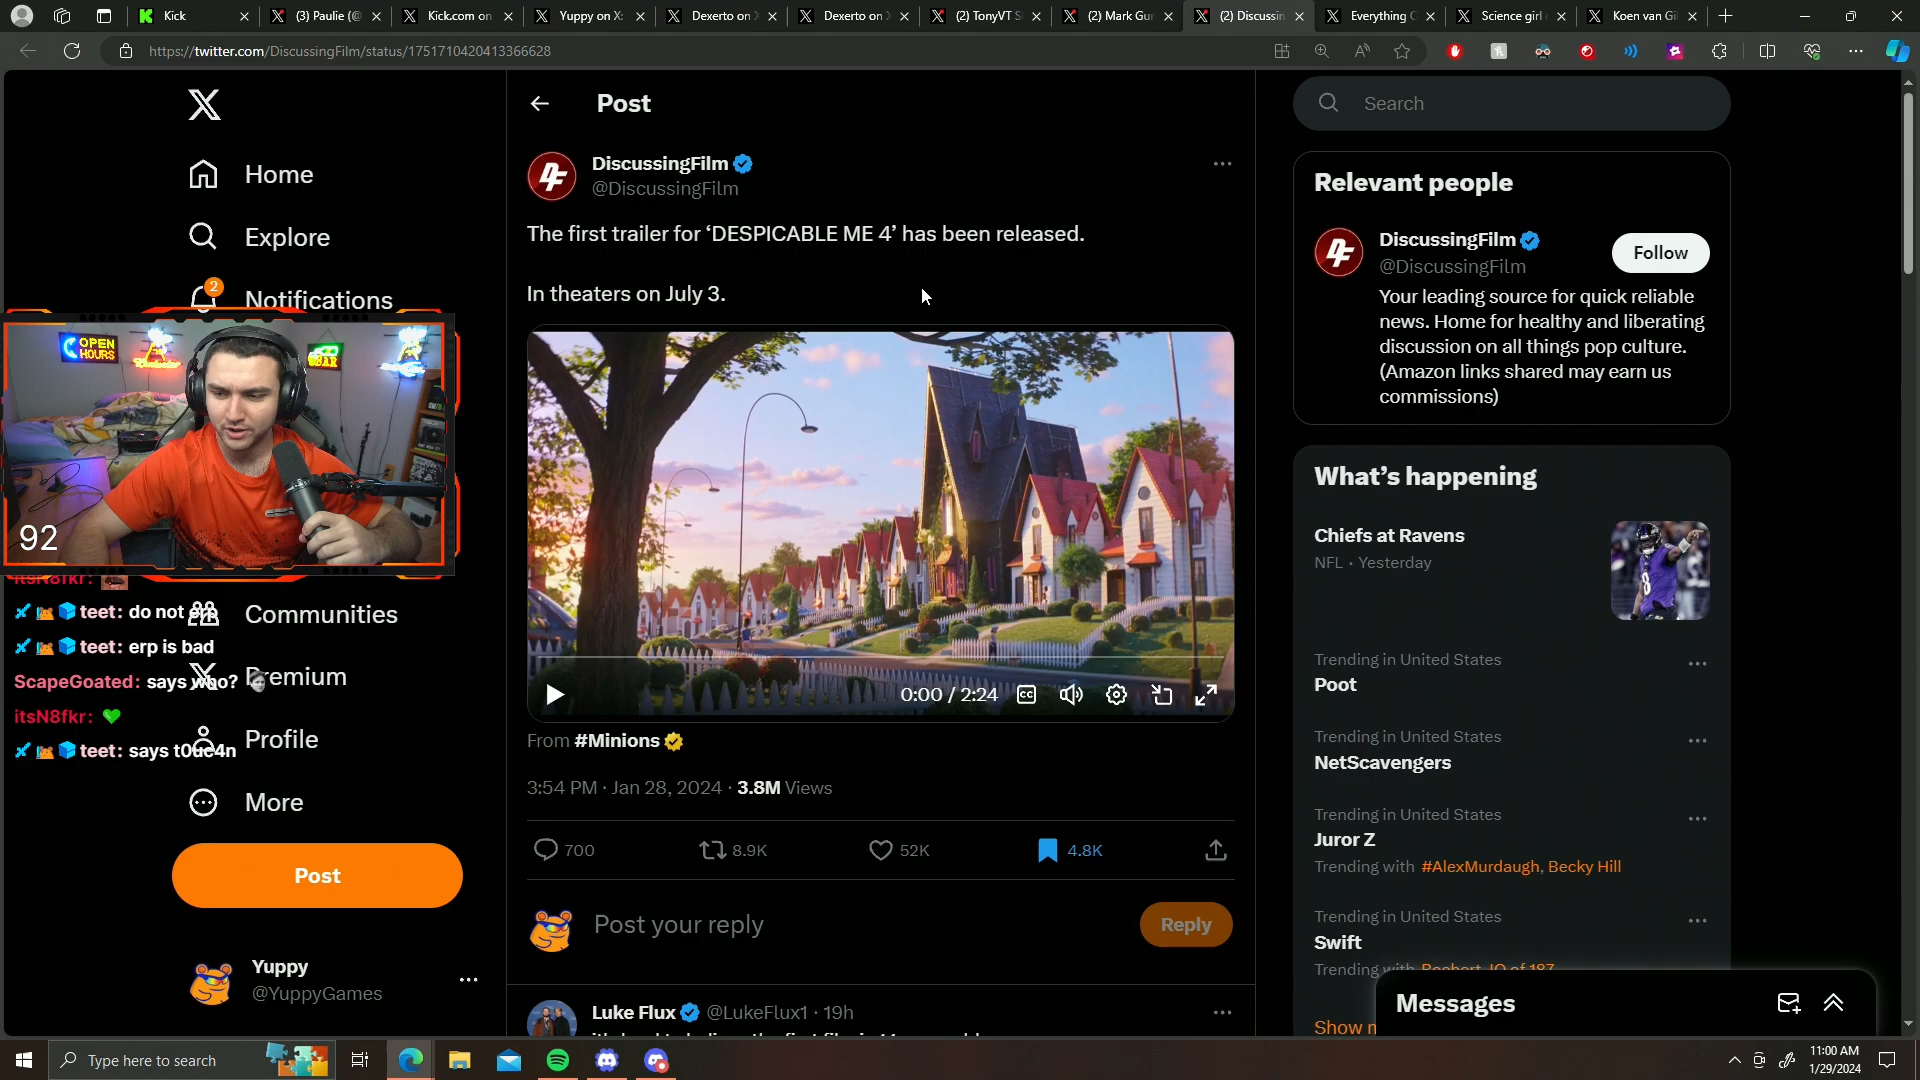 Kick
(3) Paulie (@
Kick.com on
Yuppy on X:
Dexerto on
Dexerto on
(2) TonyVT S
(2) Mark Gur
(2) Discussin
Everything C
Science girl
Koen van Gi
https://twitter.com/DiscussingFilm/status/1751710420413366628
Home
Explore
2
Notifications
OPEN
HOURS
BAR
92
itsN8fkr:
teet: do not erp
teet: erp is bad
ScapeGoated: says who?
itsN8fkr:
teet: says t0uc4n
Communities
Premium
Profile
More
Post
Yuppy
@YuppyGames
Post
DiscussingFilm
@DiscussingFilm
The first trailer for ‘DESPICABLE ME 4’ has been released.
In theaters on July 3.
0:00 / 2:24
CC
From #Minions
3:54 PM · Jan 28, 2024 · 3.8M Views
700
8.9K
52K
4.8K
Post your reply
Reply
Luke Flux @LukeFlux1 · 19h
Search
Relevant people
DiscussingFilm
@DiscussingFilm
Follow
Your leading source for quick reliable
news. Home for healthy and liberating
discussion on all things pop culture.
(Amazon links shared may earn us
commissions)
What’s happening
Chiefs at Ravens
NFL · Yesterday
Trending in United States
Poot
Trending in United States
NetScavengers
Trending in United States
Juror Z
Trending with #AlexMurdaugh, Becky Hill
Trending in United States
Swift
Trending with
Show
Messages
Type here to search
11:00 AM
1/29/2024